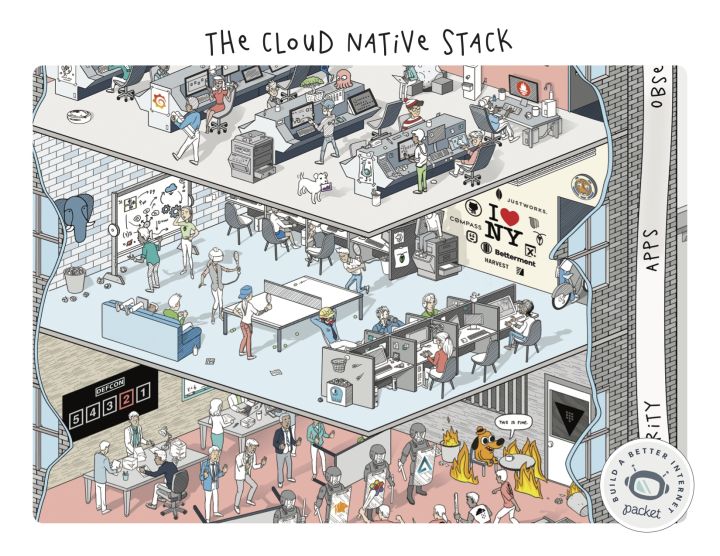 THE CLOUD NATIVE STACK
OBSE
JUSTWORKS.
COMPASS
I NY
Betterment
HARVEST
APPS
DEFCON
5 4 3 2 1
THIS IS FINE.
RITY
BUILD A BETTER INTERNET
packet